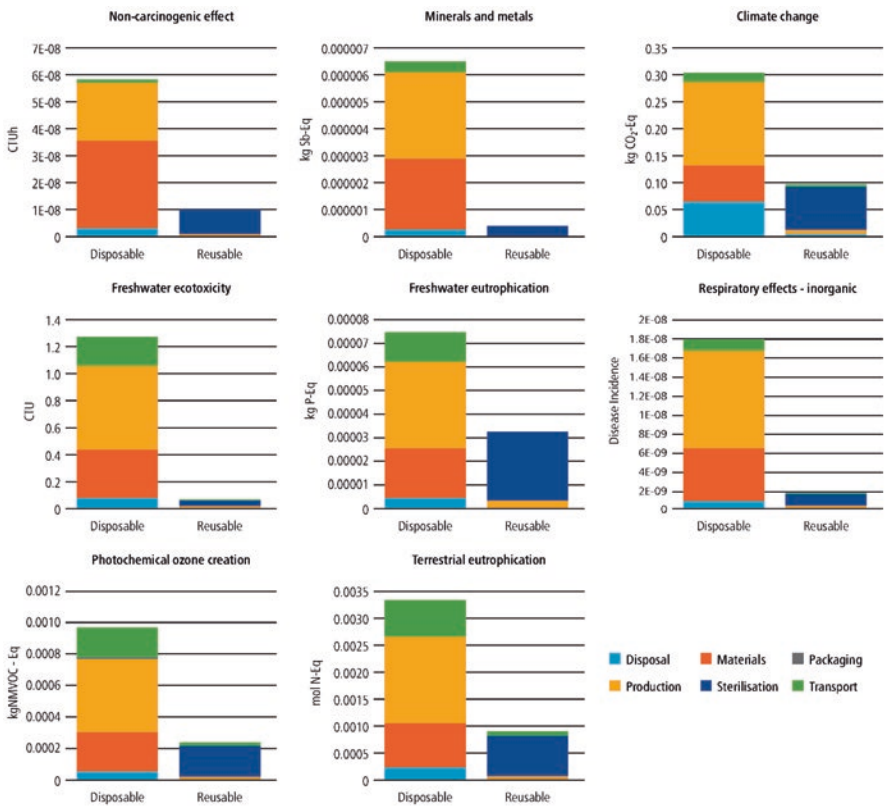 Non-carcinogenic effect
7E-08
6E-08
5E-08
4E-08
3E-08
2E-08
1E-08
0
CTUh
Disposable
Reusable
Minerals and metals
0.000007
0.000006
0.000005
0.000004
0.000003
0.000002
0.000001
0
kg Sb-Eq
Disposable
Reusable
Climate change
0.35
0.30
0.25
0.20
0.15
0.10
0.05
0
kg CO₂-Eq
Disposable
Reusable
Freshwater ecotoxicity
1.4
1.2
1.0
0.8
0.6
0.4
0.2
0
CTU
Disposable
Reusable
Freshwater eutrophication
0.00008
0.00007
0.00006
0.00005
0.00004
0.00003
0.00002
0.00001
0
kg P-Eq
Disposable
Reusable
Respiratory effects - inorganic
2E-08
1.8E-08
1.6E-08
1.4E-08
1.2E-08
1E-08
8E-09
6E-09
4E-09
2E-09
0
Disease Incidence
Disposable
Reusable
Photochemical ozone creation
0.0012
0.0010
0.0008
0.0006
0.0004
0.0002
0
kgNMVOC - Eq
Disposable
Reusable
Terrestrial eutrophication
0.0035
0.0030
0.0025
0.0020
0.0015
0.0010
0.0005
0
mol N-Eq
Disposable
Reusable
Disposal
Materials
Packaging
Production
Sterilisation
Transport